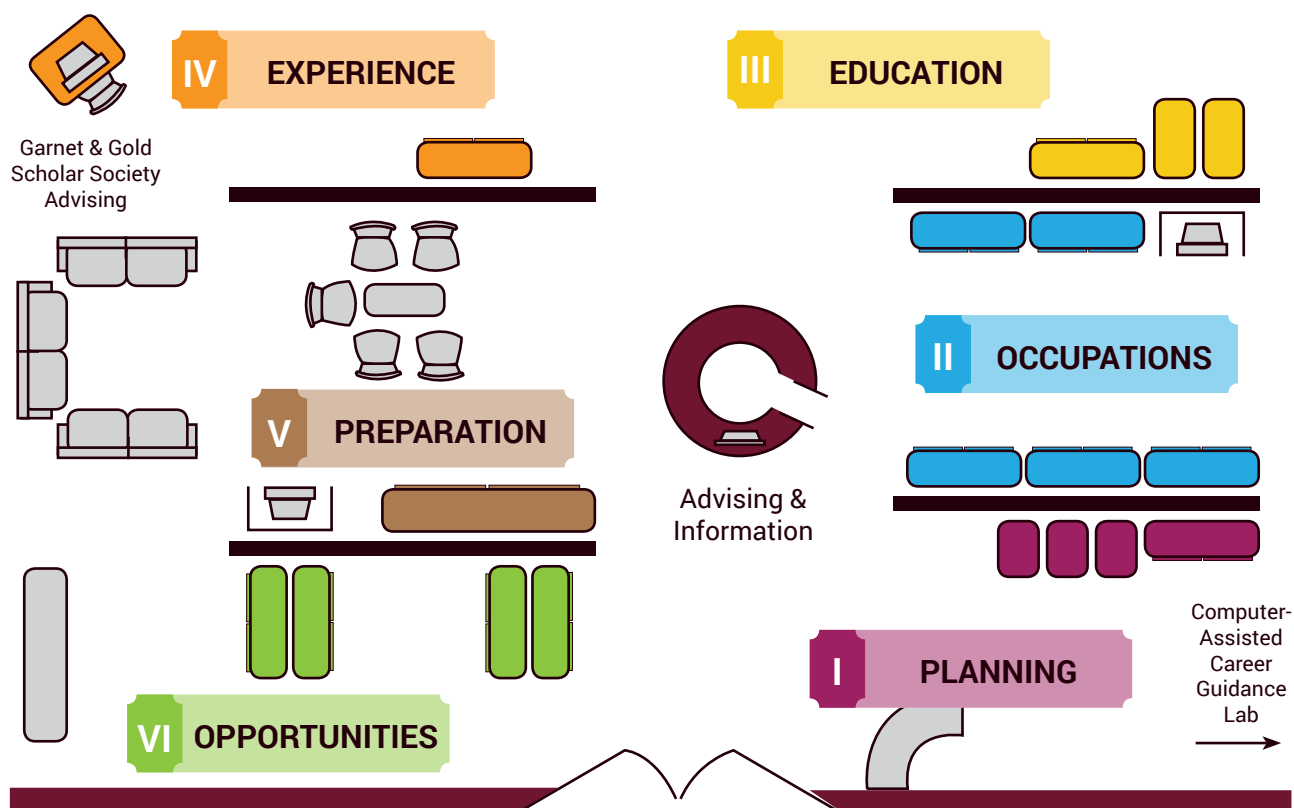 IV EXPERIENCE
III EDUCATION
Garnet & Gold
Scholar Society
Advising
II OCCUPATIONS
V PREPARATION
Advising &
Information
Computer-
Assisted
Career
Guidance
Lab
I PLANNING
VI OPPORTUNITIES